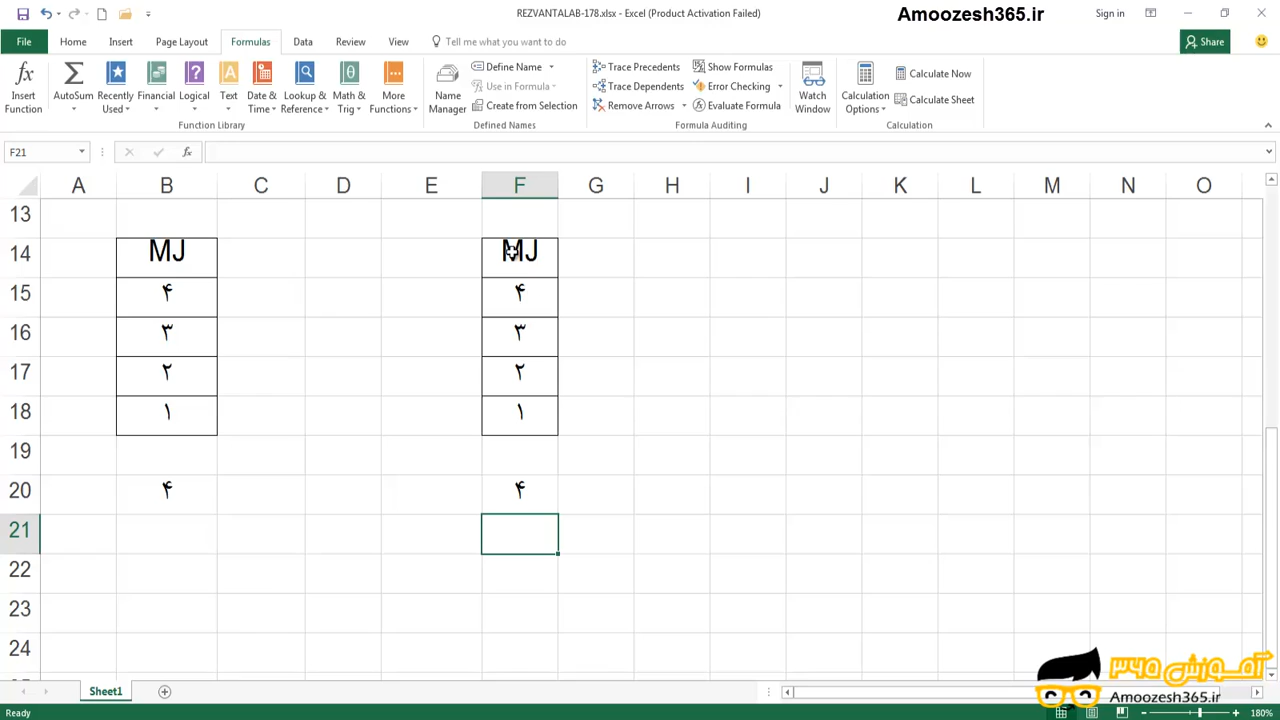 REZVANTALAB-178.xlsx - Excel (Product Activation Failed)
Amoozesh365.ir
Sign in
File Home Insert Page Layout Formulas Data Review View Tell me what you want to do
Share
Insert Function
AutoSum
Recently Used
Financial
Logical
Text
Date & Time
Lookup & Reference
Math & Trig
More Functions
Function Library
Name Manager
Define Name
Use in Formula
Create from Selection
Defined Names
Trace Precedents
Trace Dependents
Remove Arrows
Show Formulas
Error Checking
Evaluate Formula
Formula Auditing
Watch Window
Calculation Options
Calculate Now
Calculate Sheet
Calculation
F21 fx
A B C D E F G H I J K L M N O
13
14 MJ MJ
15 ۴ ۴
16 ۳ ۳
17 ۲ ۲
18 ۱ ۱
19
20 ۴ ۴
21
22
23
24
آمـوزش ۳۶۵
Amoozesh365.ir
Sheet1
Ready
180%